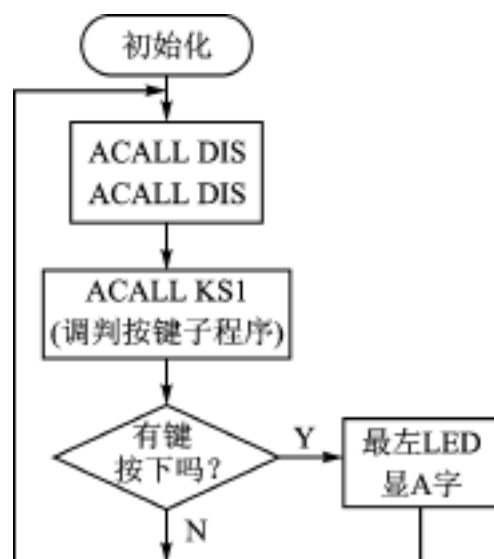 初始化
ACALL DIS
ACALL DIS
ACALL KS1
(调判按键子程序)
有键
按下吗?
Y
最左LED
显A字
N